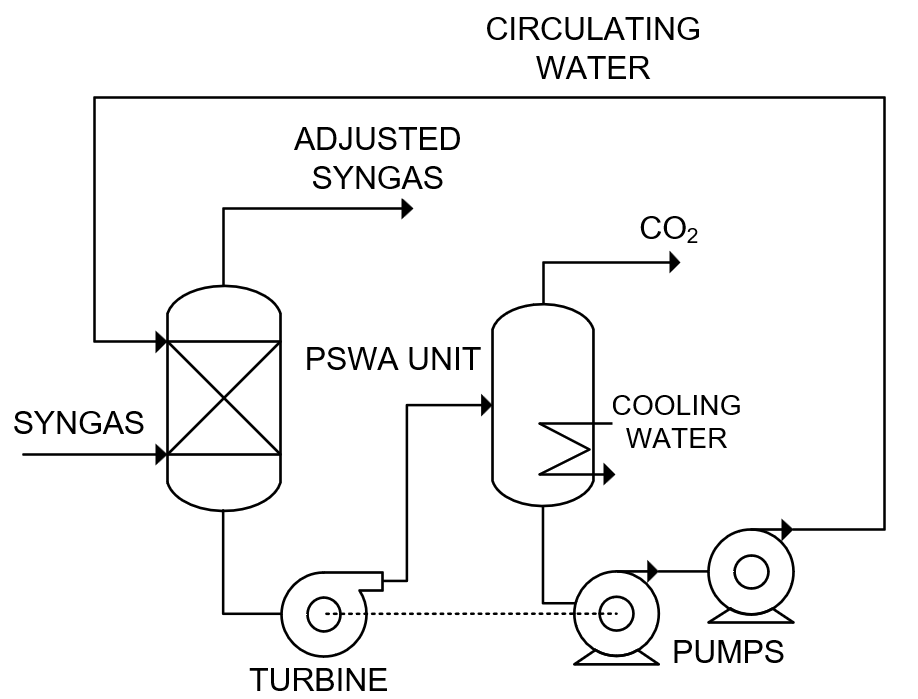 CIRCULATING
WATER
ADJUSTED
SYNGAS
CO₂
PSWA UNIT
SYNGAS
COOLING
WATER
TURBINE
PUMPS